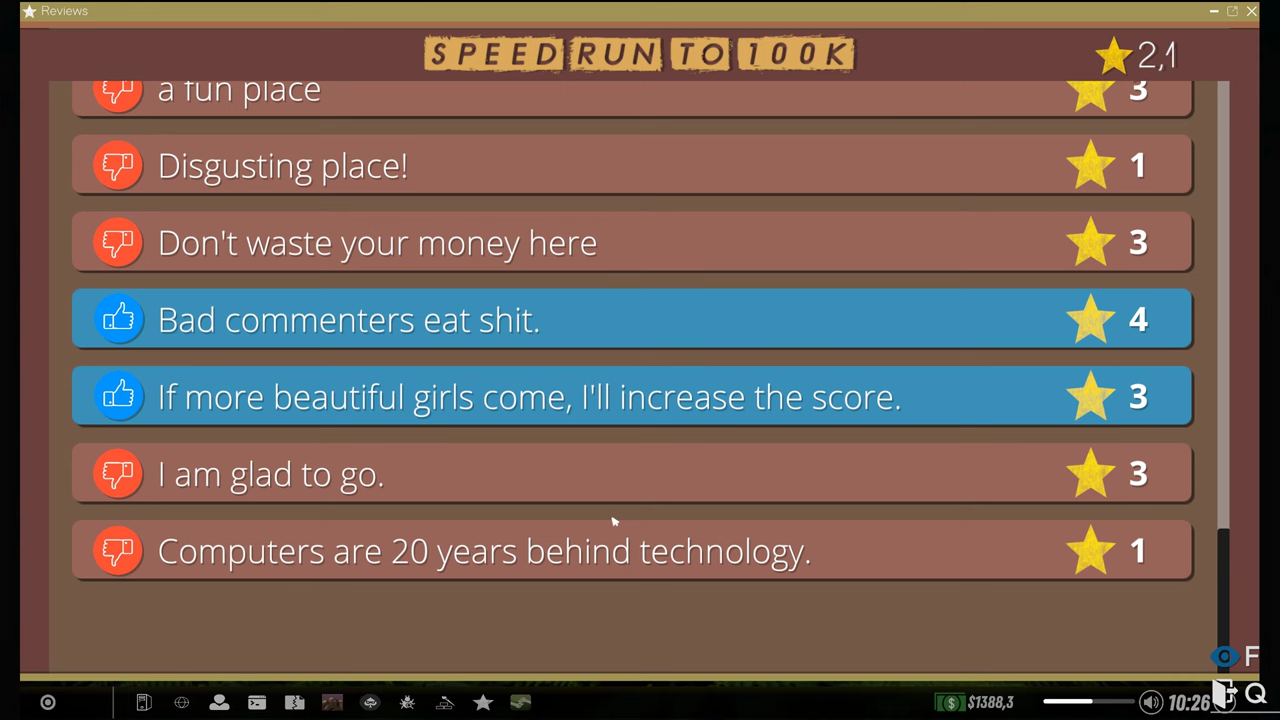 Reviews
SPEED RUN TO 100K
2,1
a fun place 3
Disgusting place! 1
Don't waste your money here 3
Bad commenters eat shit. 4
If more beautiful girls come, I'll increase the score. 3
I am glad to go. 3
Computers are 20 years behind technology. 1
F
$1388,3 10:26 Q